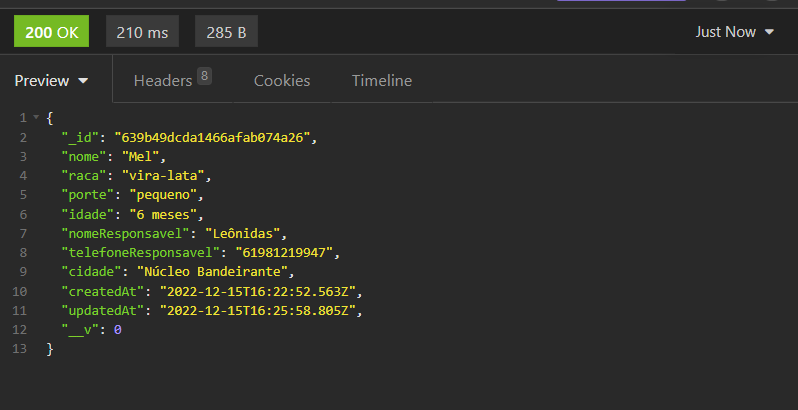 200 OK 210 ms 285 B Just Now
Preview Headers 8 Cookies Timeline
1 {
2 "_id": "639b49dcda1466afab074a26",
3 "nome": "Mel",
4 "raca": "vira-lata",
5 "porte": "pequeno",
6 "idade": "6 meses",
7 "nomeResponsavel": "Leônidas",
8 "telefoneResponsavel": "61981219947",
9 "cidade": "Núcleo Bandeirante",
10 "createdAt": "2022-12-15T16:22:52.563Z",
11 "updatedAt": "2022-12-15T16:25:58.805Z",
12 "__v": 0
13 }